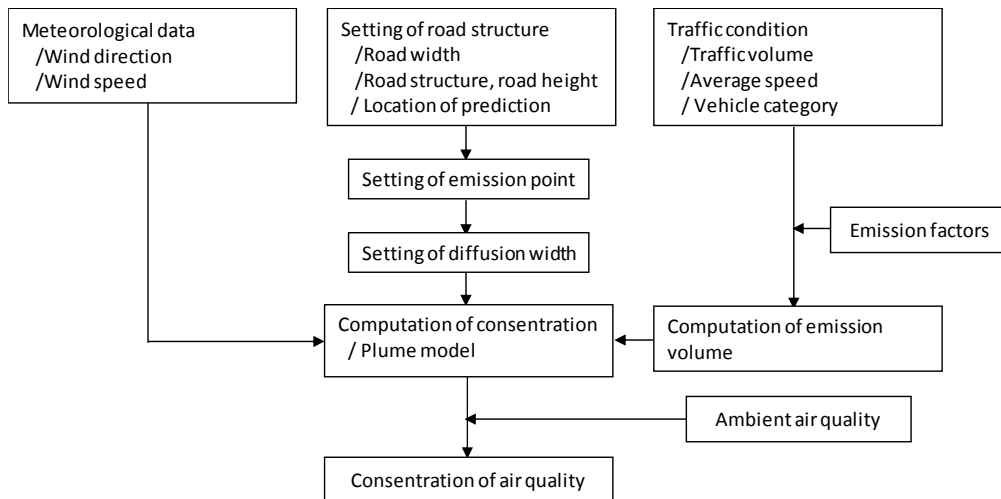 Meteorological data
/Wind direction
/Wind speed
Setting of road structure
/Road width
/Road structure, road height
/ Location of prediction
Traffic condition
/Traffic volume
/Average speed
/ Vehicle category
Setting of emission point
Emission factors
Setting of diffusion width
Computation of consentration
/ Plume model
Computation of emission
volume
Ambient air quality
Consentration of air quality